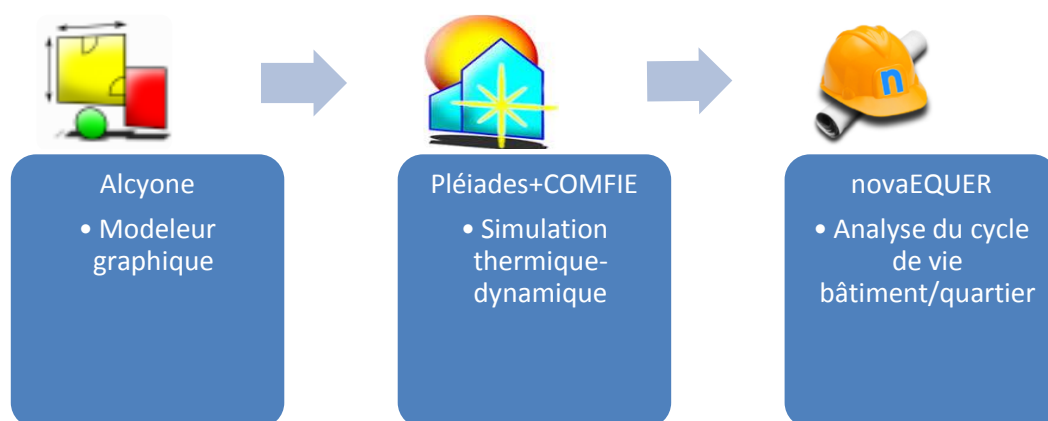 n
Alcyone
• Modeleur
graphique
Pléiades+COMFIE
• Simulation
thermique-
dynamique
novaEQUER
• Analyse du cycle
de vie
bâtiment/quartier